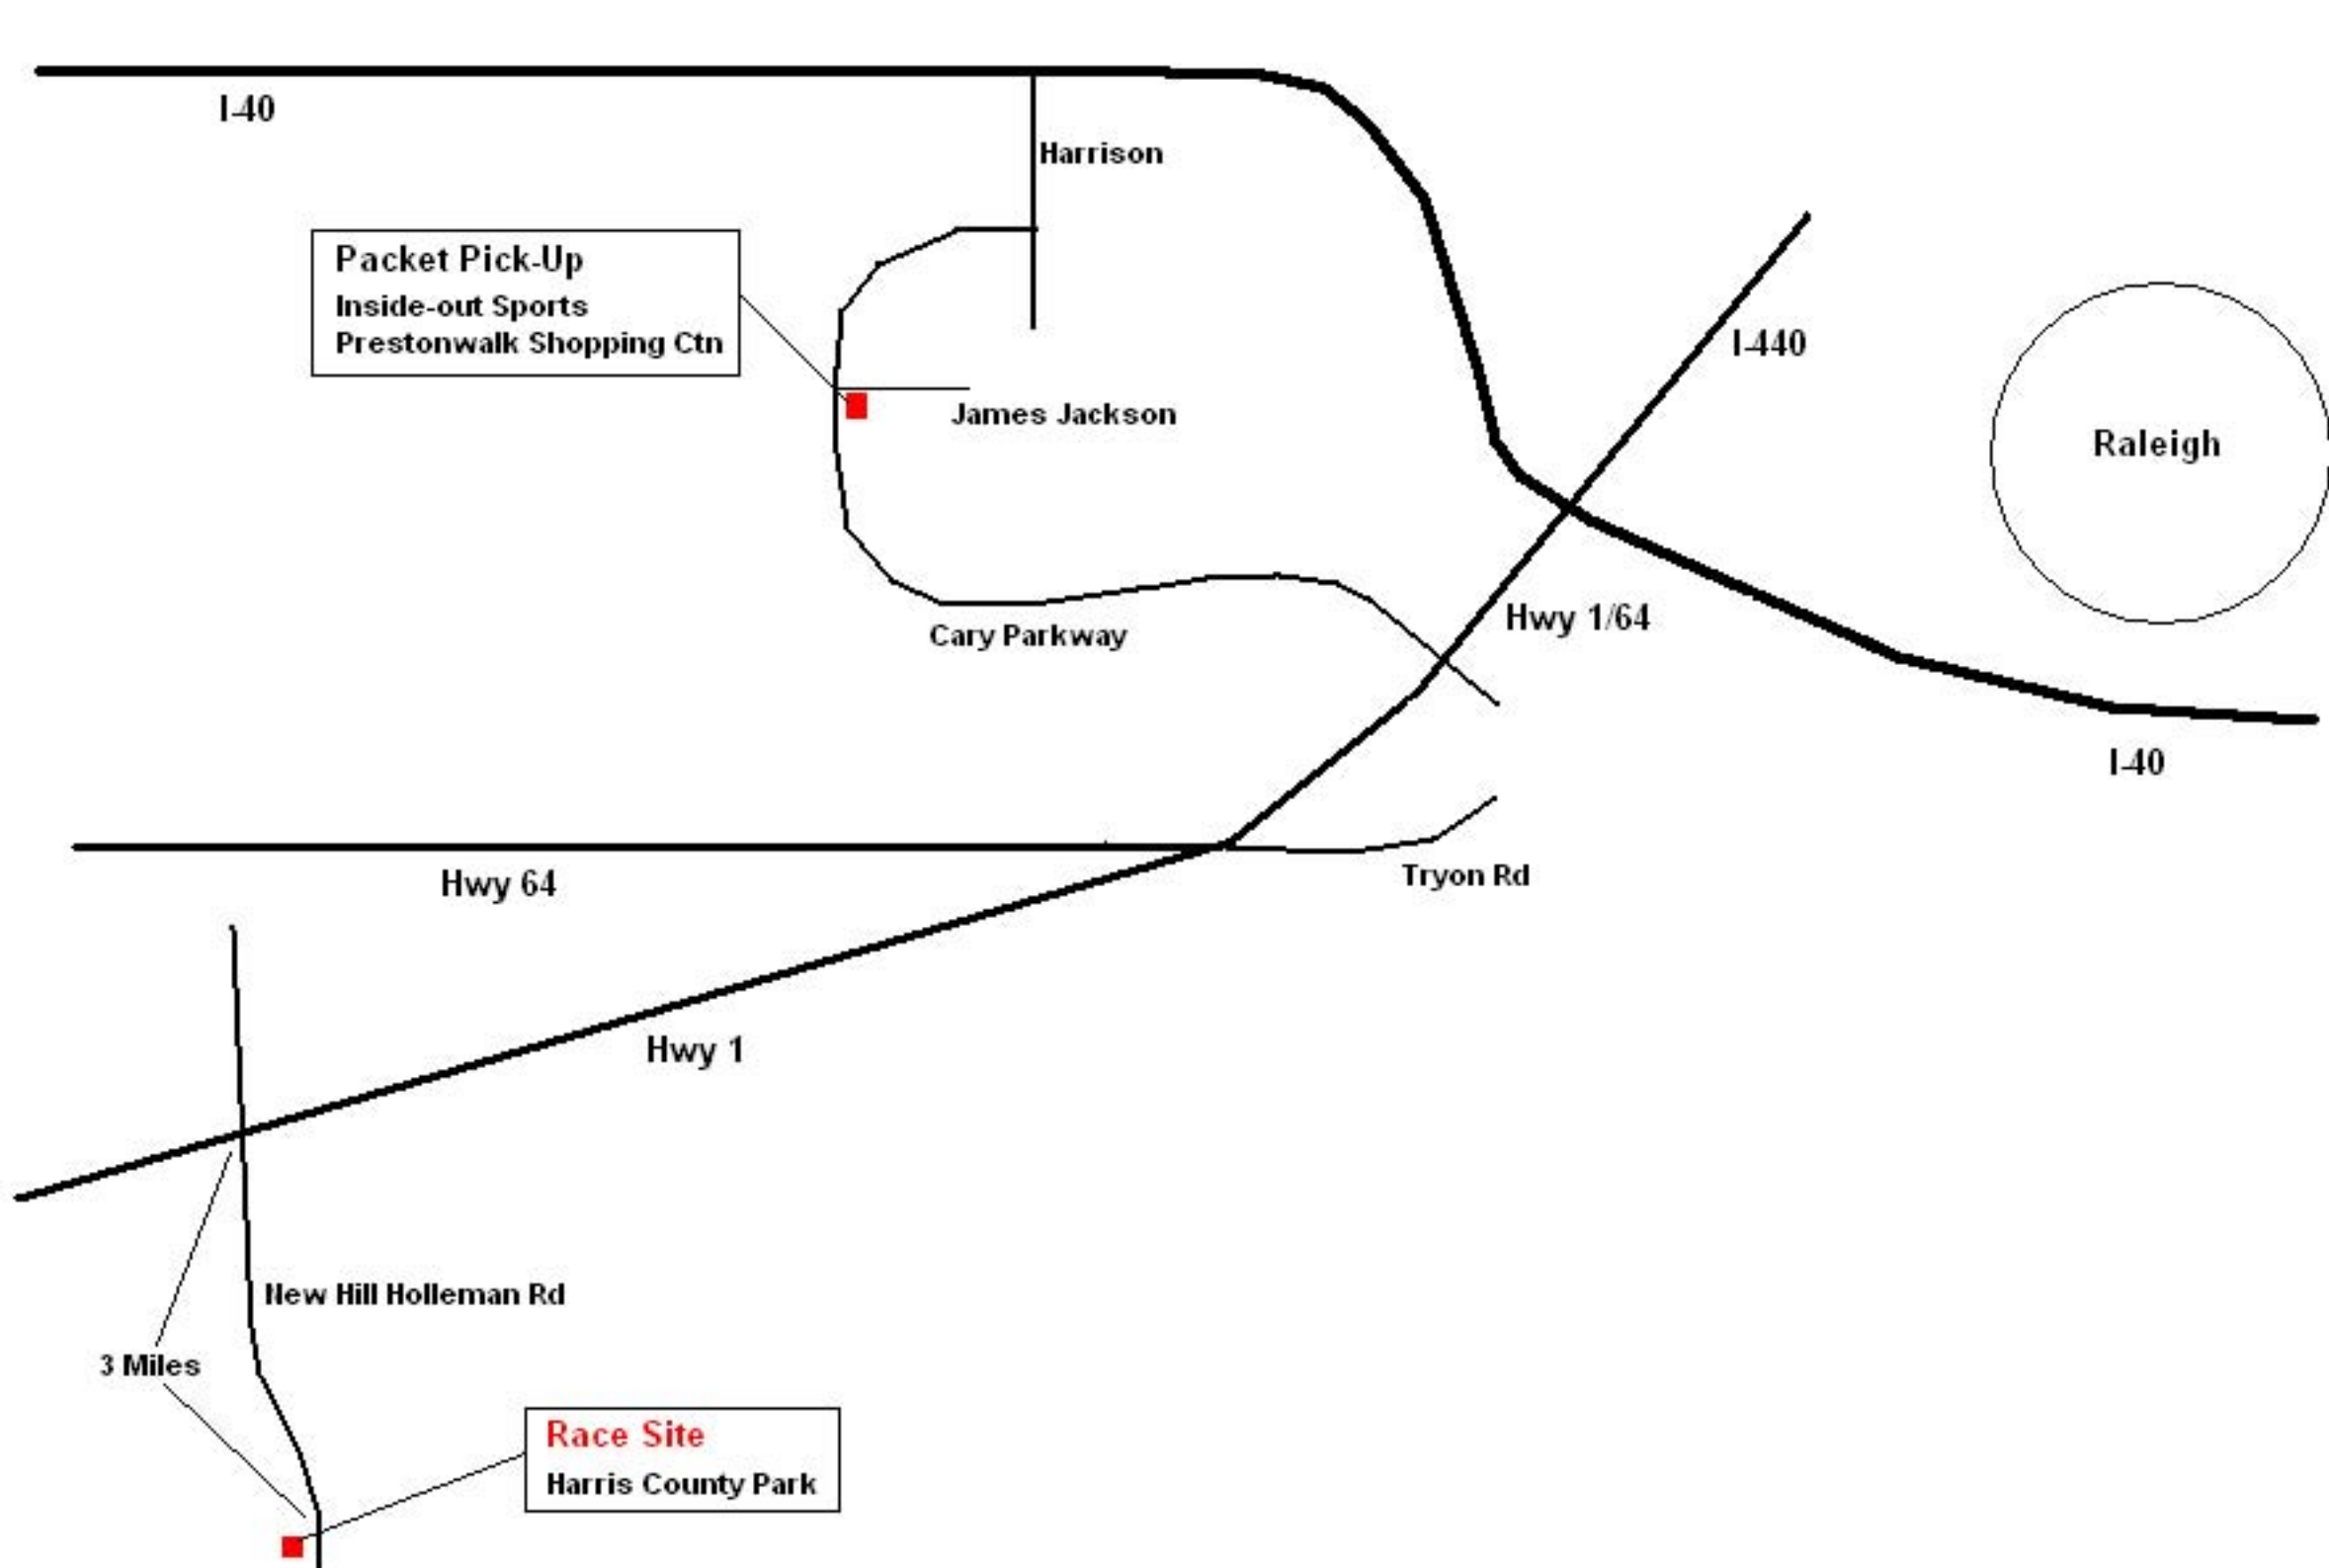 I-40
Harrison
Packet Pick-Up
Inside-out Sports
Prestonwalk Shopping Ctn
I-440
James Jackson
Raleigh
Hwy 1/64
Cary Parkway
I-40
Hwy 64
Tryon Rd
Hwy 1
New Hill Holleman Rd
3 Miles
Race Site
Harris County Park